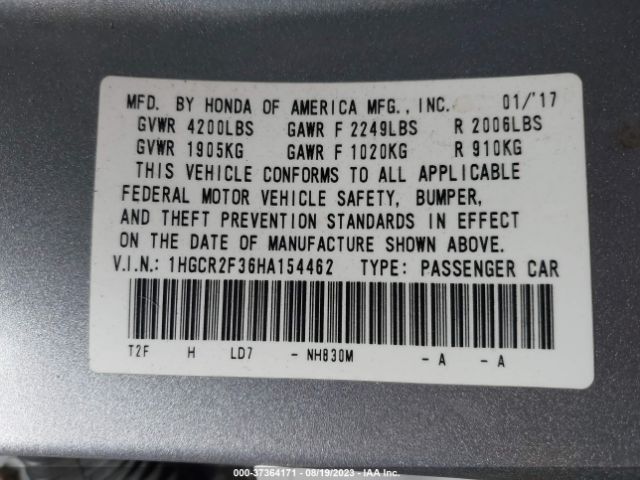 MFD. BY HONDA OF AMERICA MFG., INC. 01/'17
GVWR 4200LBS GAWR F 2249LBS R 2006LBS
GVWR 1905KG GAWR F 1020KG R 910KG
THIS VEHICLE CONFORMS TO ALL APPLICABLE
FEDERAL MOTOR VEHICLE SAFETY, BUMPER,
AND THEFT PREVENTION STANDARDS IN EFFECT
ON THE DATE OF MANUFACTURE SHOWN ABOVE.
V.I.N.: 1HGCR2F36HA154462 TYPE: PASSENGER CAR
T2F H LD7 - NH830M - A - A
000-37364171 - 08/19/2023 - IAA Inc.